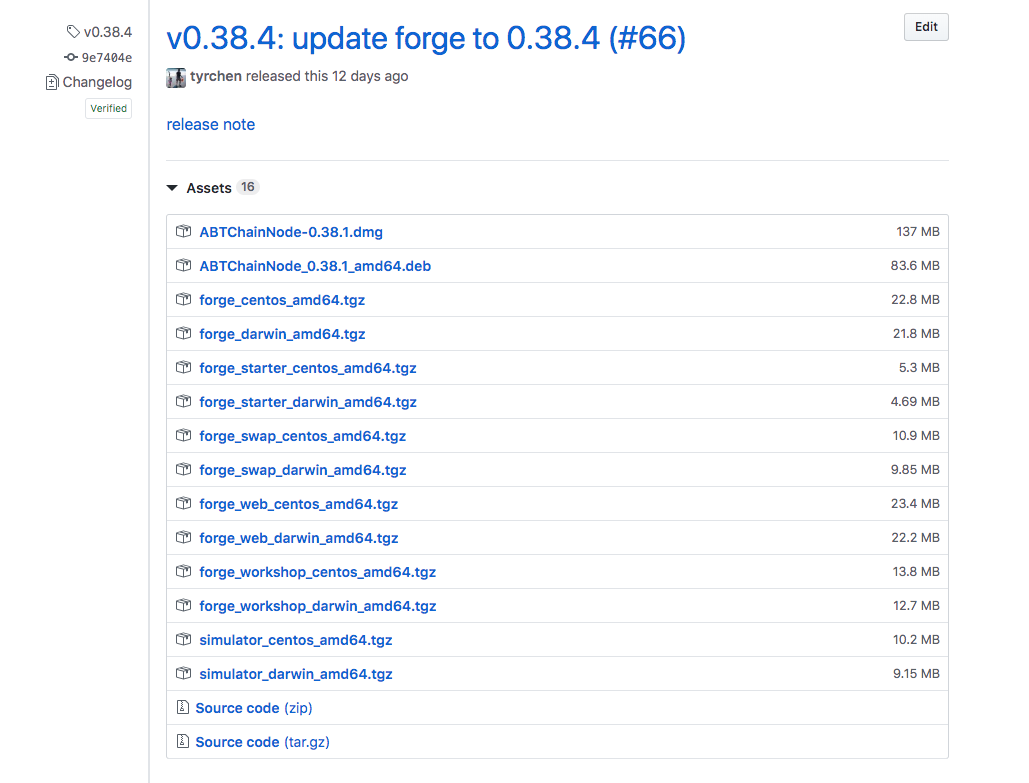 v0.38.4
9e7404e
Changelog
Verified
v0.38.4: update forge to 0.38.4 (#66)
Edit
tyrchen released this 12 days ago
release note
Assets 16
ABTChainNode-0.38.1.dmg 137 MB
ABTChainNode_0.38.1_amd64.deb 83.6 MB
forge_centos_amd64.tgz 22.8 MB
forge_darwin_amd64.tgz 21.8 MB
forge_starter_centos_amd64.tgz 5.3 MB
forge_starter_darwin_amd64.tgz 4.69 MB
forge_swap_centos_amd64.tgz 10.9 MB
forge_swap_darwin_amd64.tgz 9.85 MB
forge_web_centos_amd64.tgz 23.4 MB
forge_web_darwin_amd64.tgz 22.2 MB
forge_workshop_centos_amd64.tgz 13.8 MB
forge_workshop_darwin_amd64.tgz 12.7 MB
simulator_centos_amd64.tgz 10.2 MB
simulator_darwin_amd64.tgz 9.15 MB
Source code (zip)
Source code (tar.gz)